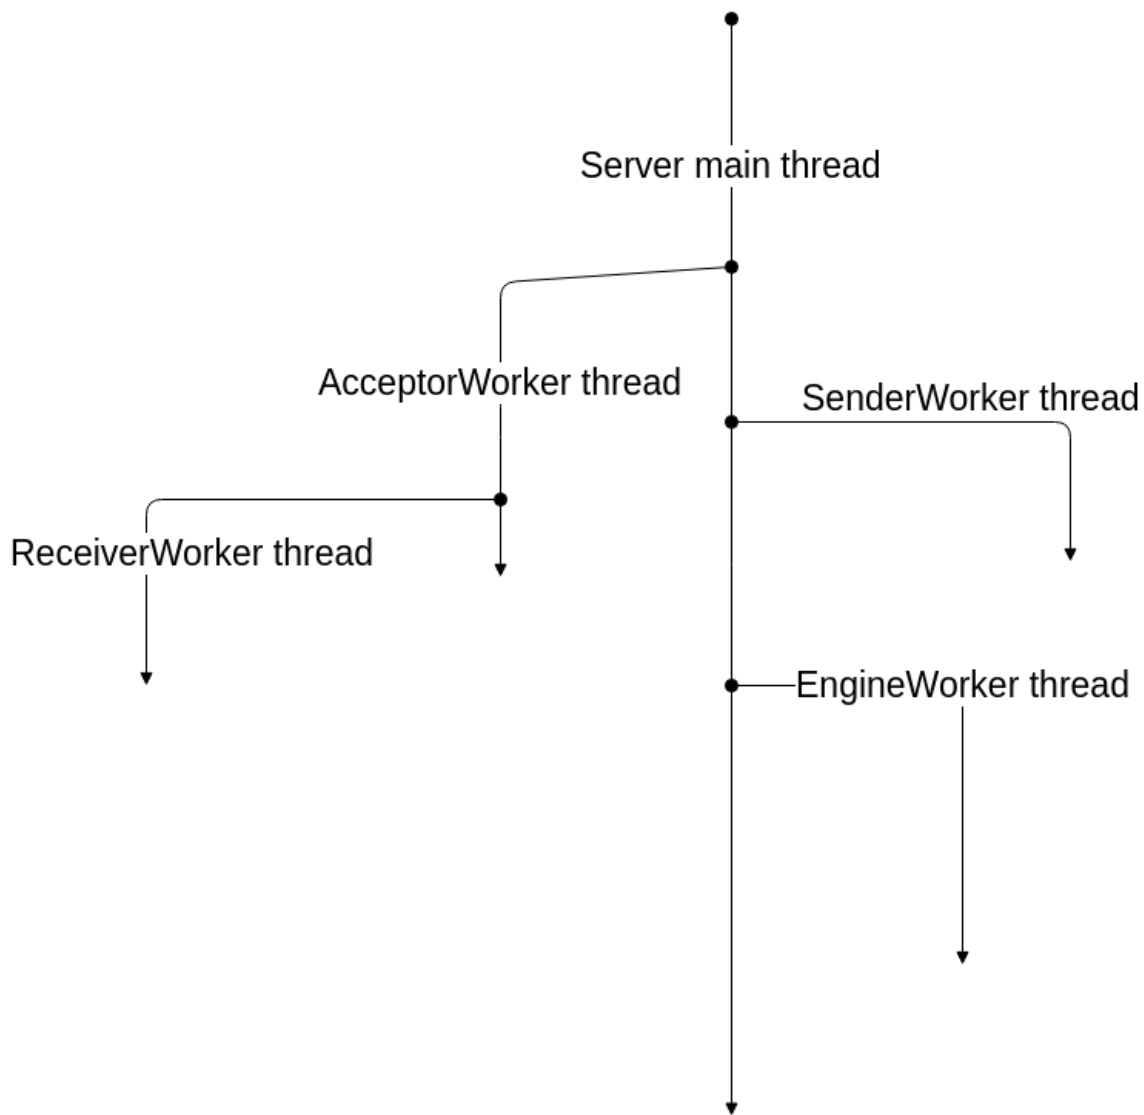 Server main thread
AcceptorWorker thread
SenderWorker thread
ReceiverWorker thread
EngineWorker thread